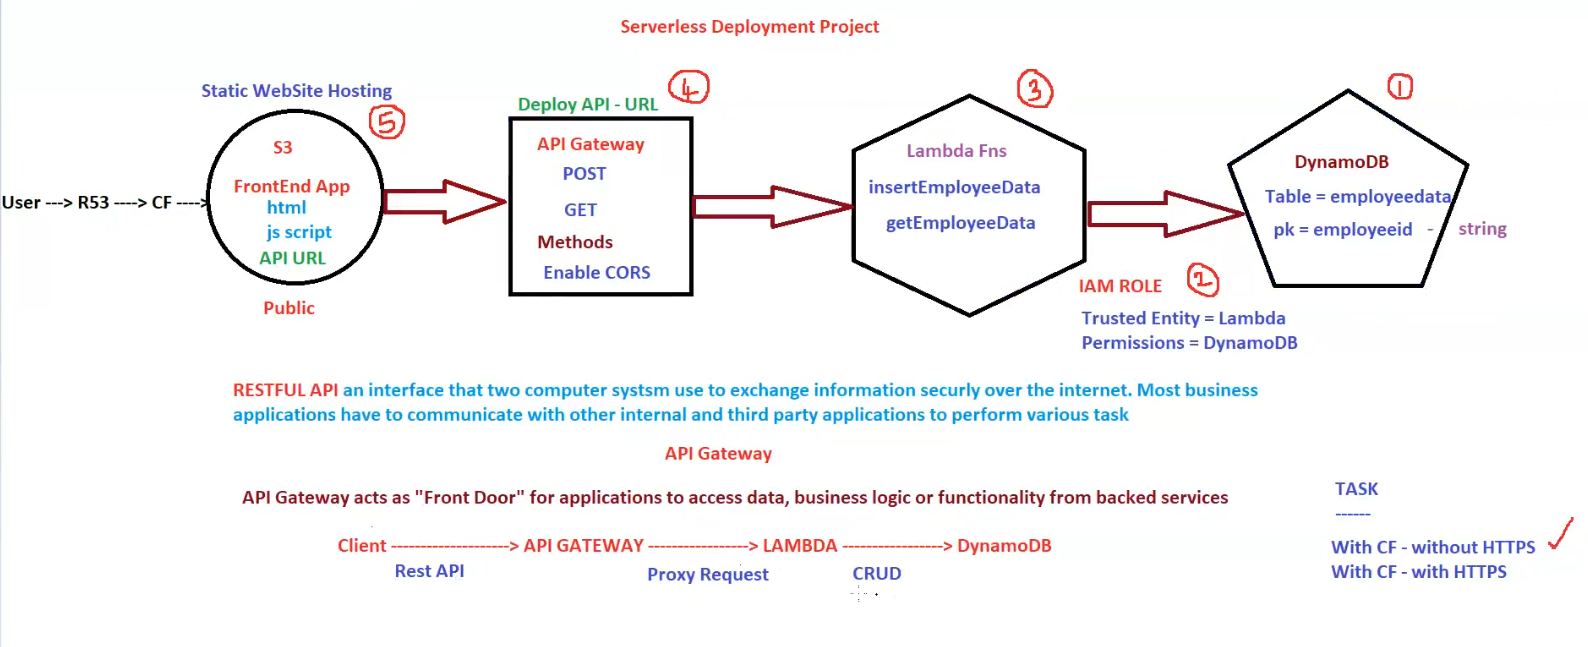 Serverless Deployment Project
Static WebSite Hosting
5
S3
FrontEnd App
html
js script
API URL
Public
User ---> R53 ----> CF ---->
4
Deploy API - URL
API Gateway
POST
GET
Methods
Enable CORS
3
Lambda Fns
insertEmployeeData
getEmployeeData
1
DynamoDB
Table = employeedata
pk = employeeid - string
IAM ROLE
2
Trusted Entity = Lambda
Permissions = DynamoDB
RESTFUL API an interface that two computer systsm use to exchange information securly over the internet. Most business
applications have to communicate with other internal and third party applications to perform various task
API Gateway
API Gateway acts as "Front Door" for applications to access data, business logic or functionality from backed services
Client --------------------> API GATEWAY -----------------> LAMBDA -----------------> DynamoDB
Rest API Proxy Request CRUD
TASK
------
With CF - without HTTPS
With CF - with HTTPS